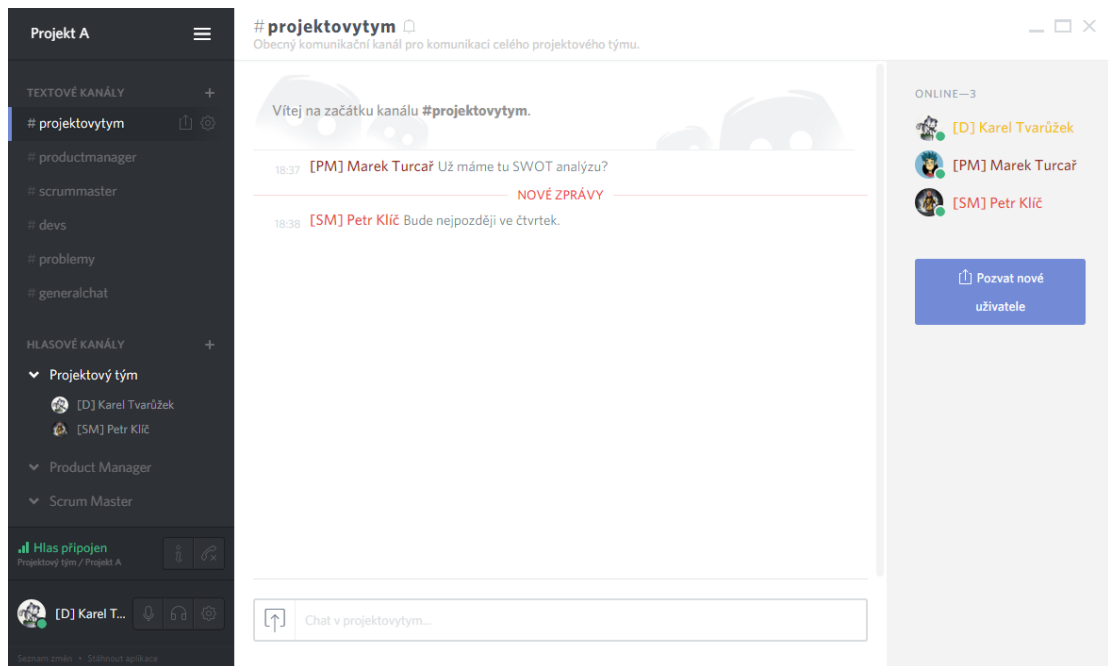 Projekt A
TEXTOVÉ KANÁLY +
# projektovytym
# productmanager
# scrummaster
# devs
# problemy
# generalchat
HLASOVÉ KANÁLY +
Projektový tým
[D] Karel Tvarůžek
[SM] Petr Klíč
Product Manager
Scrum Master
Hlas připojen
Projektový tým / Projekt A
[D] Karel T...
Seznam změn • Stáhnout aplikace
#projektovytym
Obecný komunikační kanál pro komunikaci celého projektového týmu.
Vítej na začátku kanálu #projektovytym.
18:37 [PM] Marek Turcař Už máme tu SWOT analýzu?
NOVÉ ZPRÁVY
18:38 [SM] Petr Klíč Bude nejpozději ve čtvrtek.
Chat v projektovytym...
ONLINE—3
[D] Karel Tvarůžek
[PM] Marek Turcař
[SM] Petr Klíč
Pozvat nové
uživatele